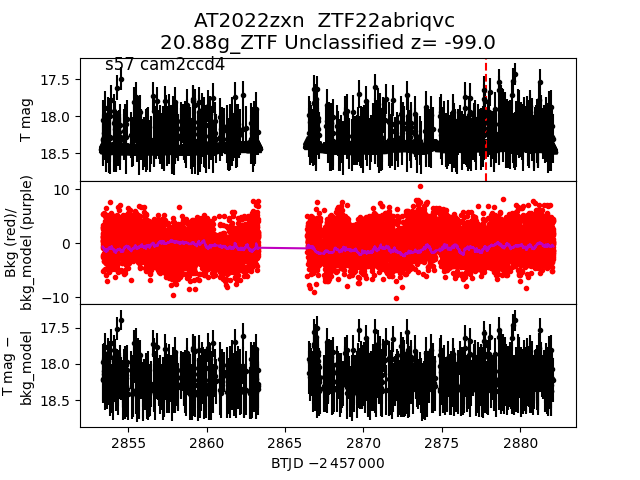 AT2022zxn  ZTF22abriqvc
20.88g_ZTF Unclassified z= -99.0
s57 cam2ccd4
17.5
18.0
18.5
T mag
10
0
−10
Bkg (red)/
bkg_model (purple)
17.5
18.0
18.5
T mag −
bkg_model
2855 2860 2865 2870 2875 2880
BTJD −2 457 000